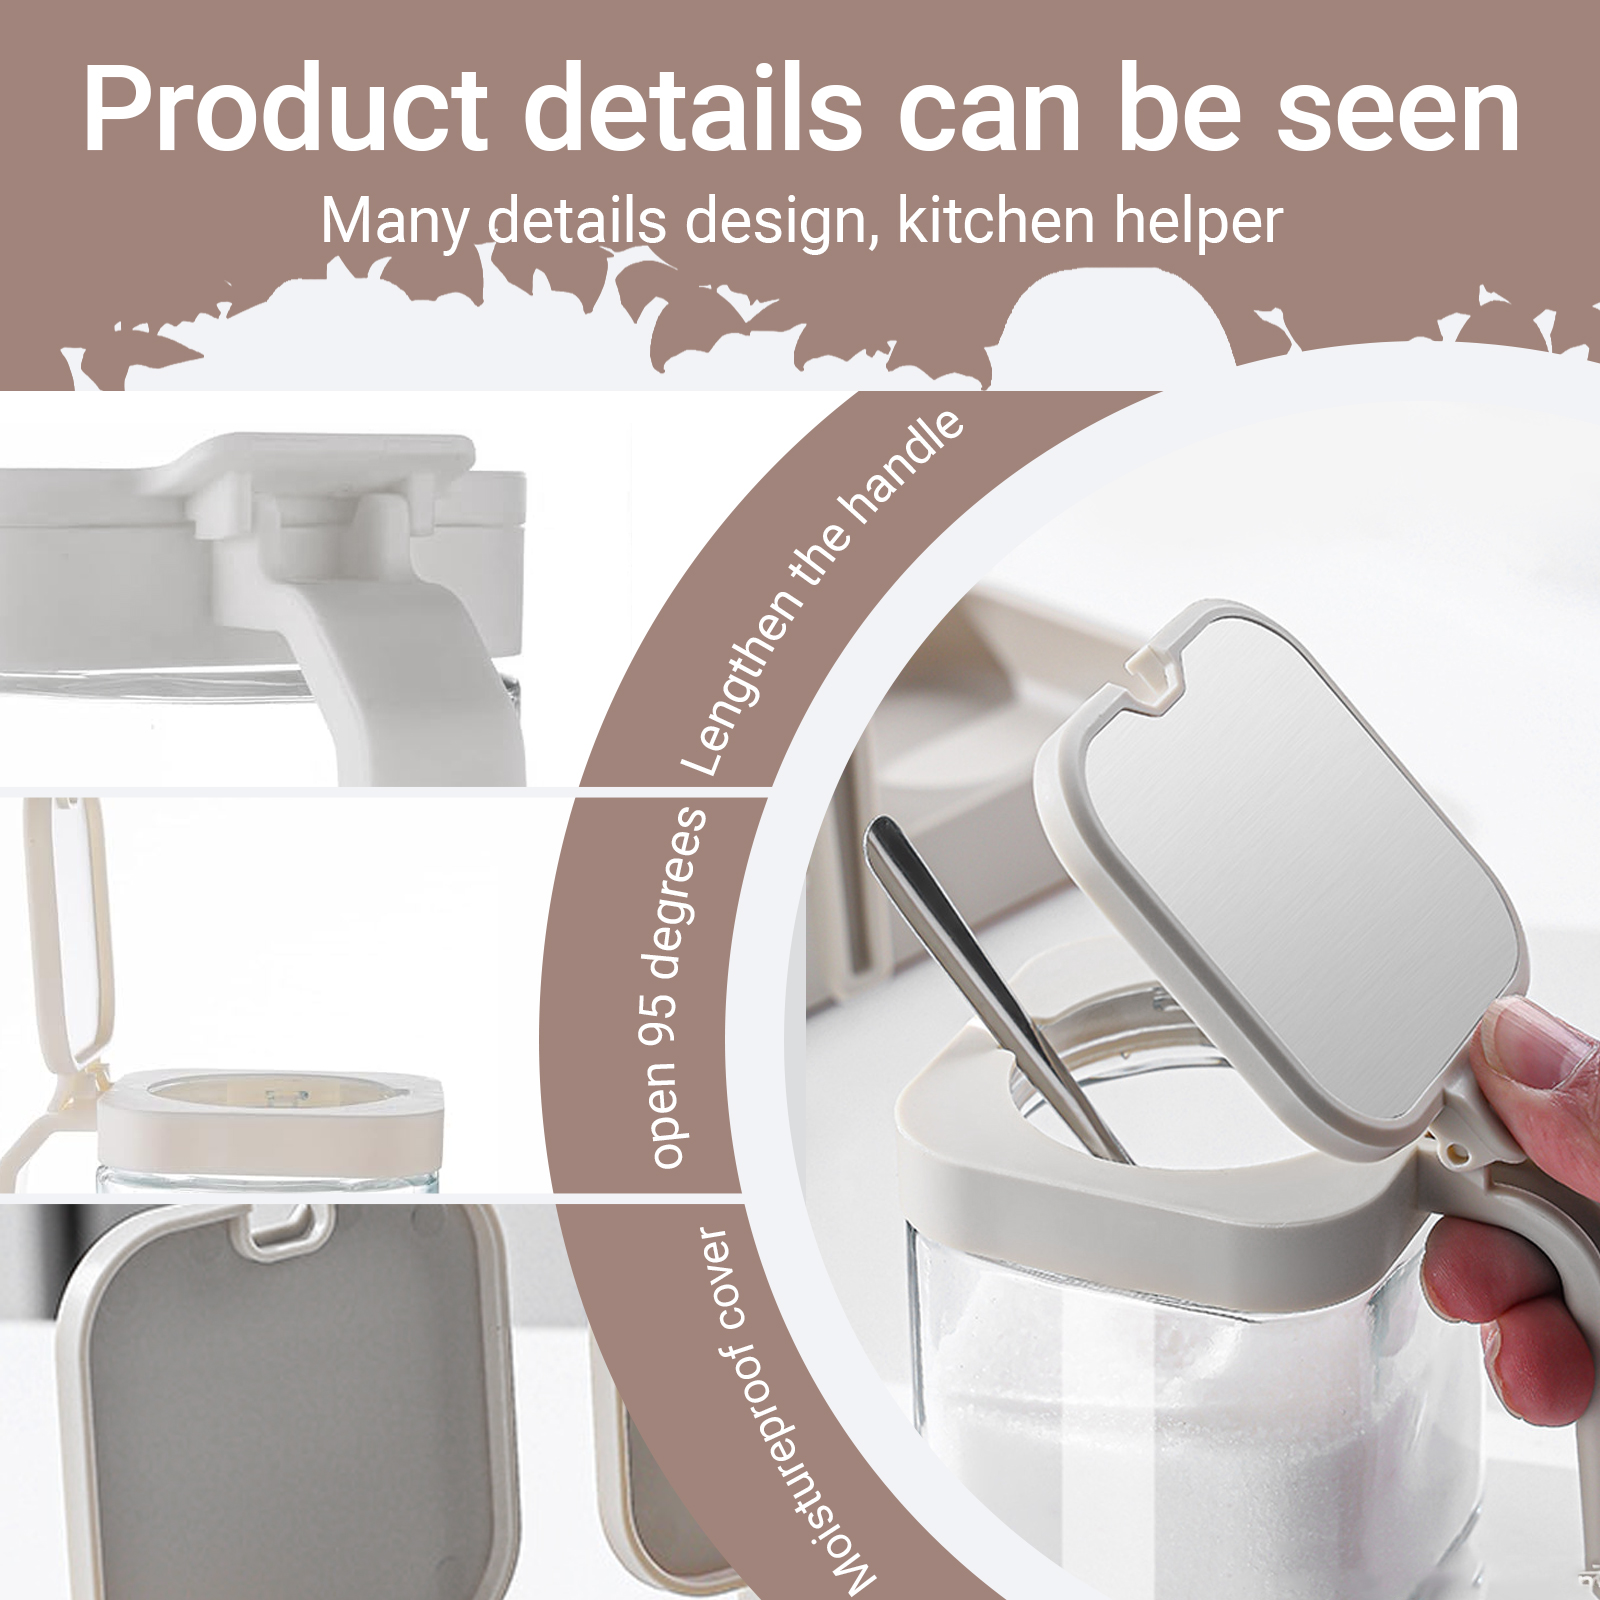 Product details can be seen
Many details design, kitchen helper
Lengthen the handle
open 95 degrees
Moistureproof cover